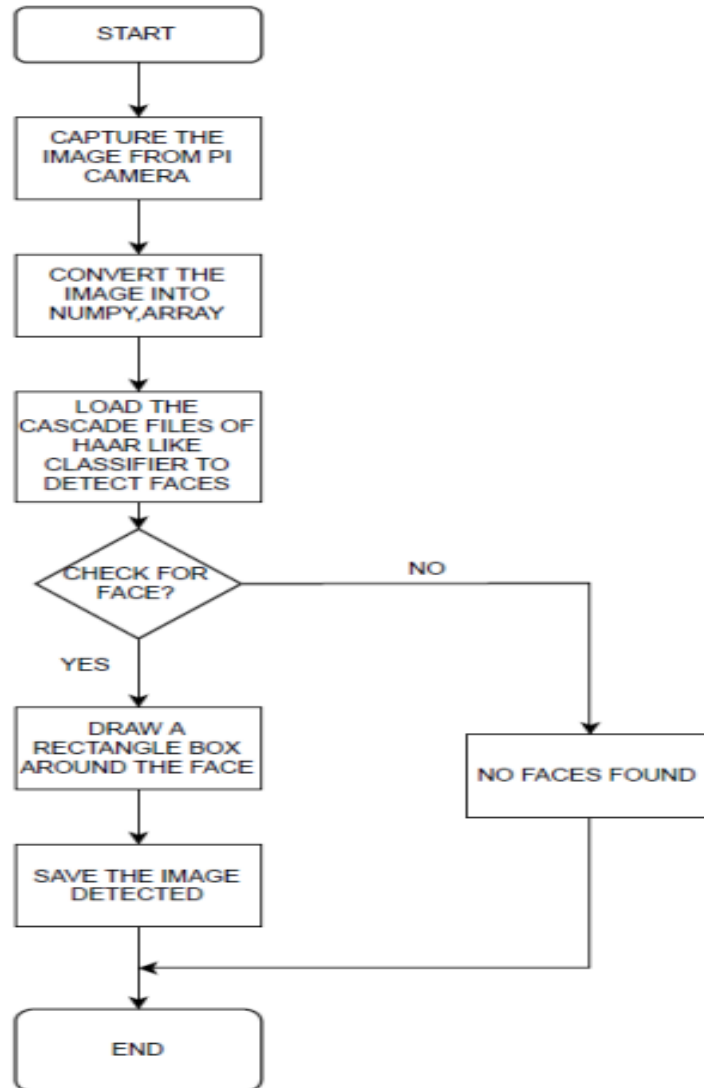 START
CAPTURE THE
IMAGE FROM PI
CAMERA
CONVERT THE
IMAGE INTO
NUMPY,ARRAY
LOAD THE
CASCADE FILES OF
HAAR LIKE
CLASSIFIER TO
DETECT FACES
CHECK FOR
FACE?
NO
YES
DRAW A
RECTANGLE BOX
AROUND THE FACE
NO FACES FOUND
SAVE THE IMAGE
DETECTED
END